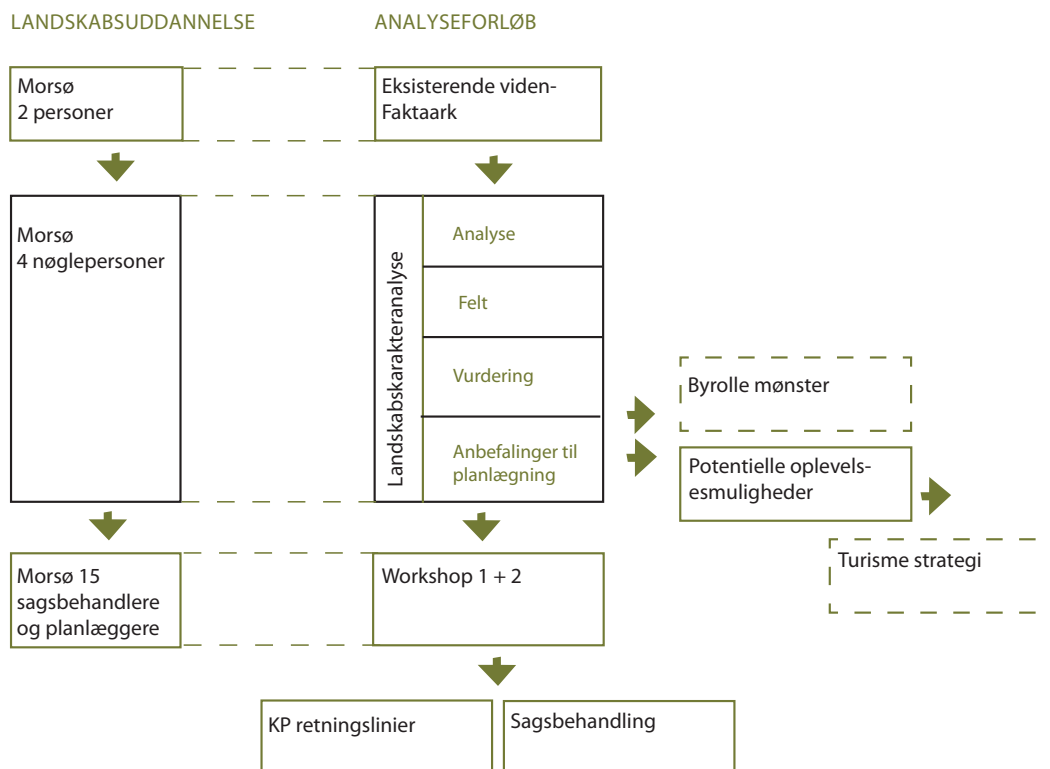 LANDSKABSUDDANNELSE
ANALYSEFORLØB
Morsø
2 personer
Eksisterende viden-
Faktaark
Morsø
4 nøglepersoner
Landskabskarakteranalyse
Analyse
Felt
Vurdering
Anbefalinger til
planlægning
Byrolle mønster
Potentielle oplevels-
esmuligheder
Turisme strategi
Morsø 15
sagsbehandlere
og planlæggere
Workshop 1 + 2
KP retningslinier
Sagsbehandling